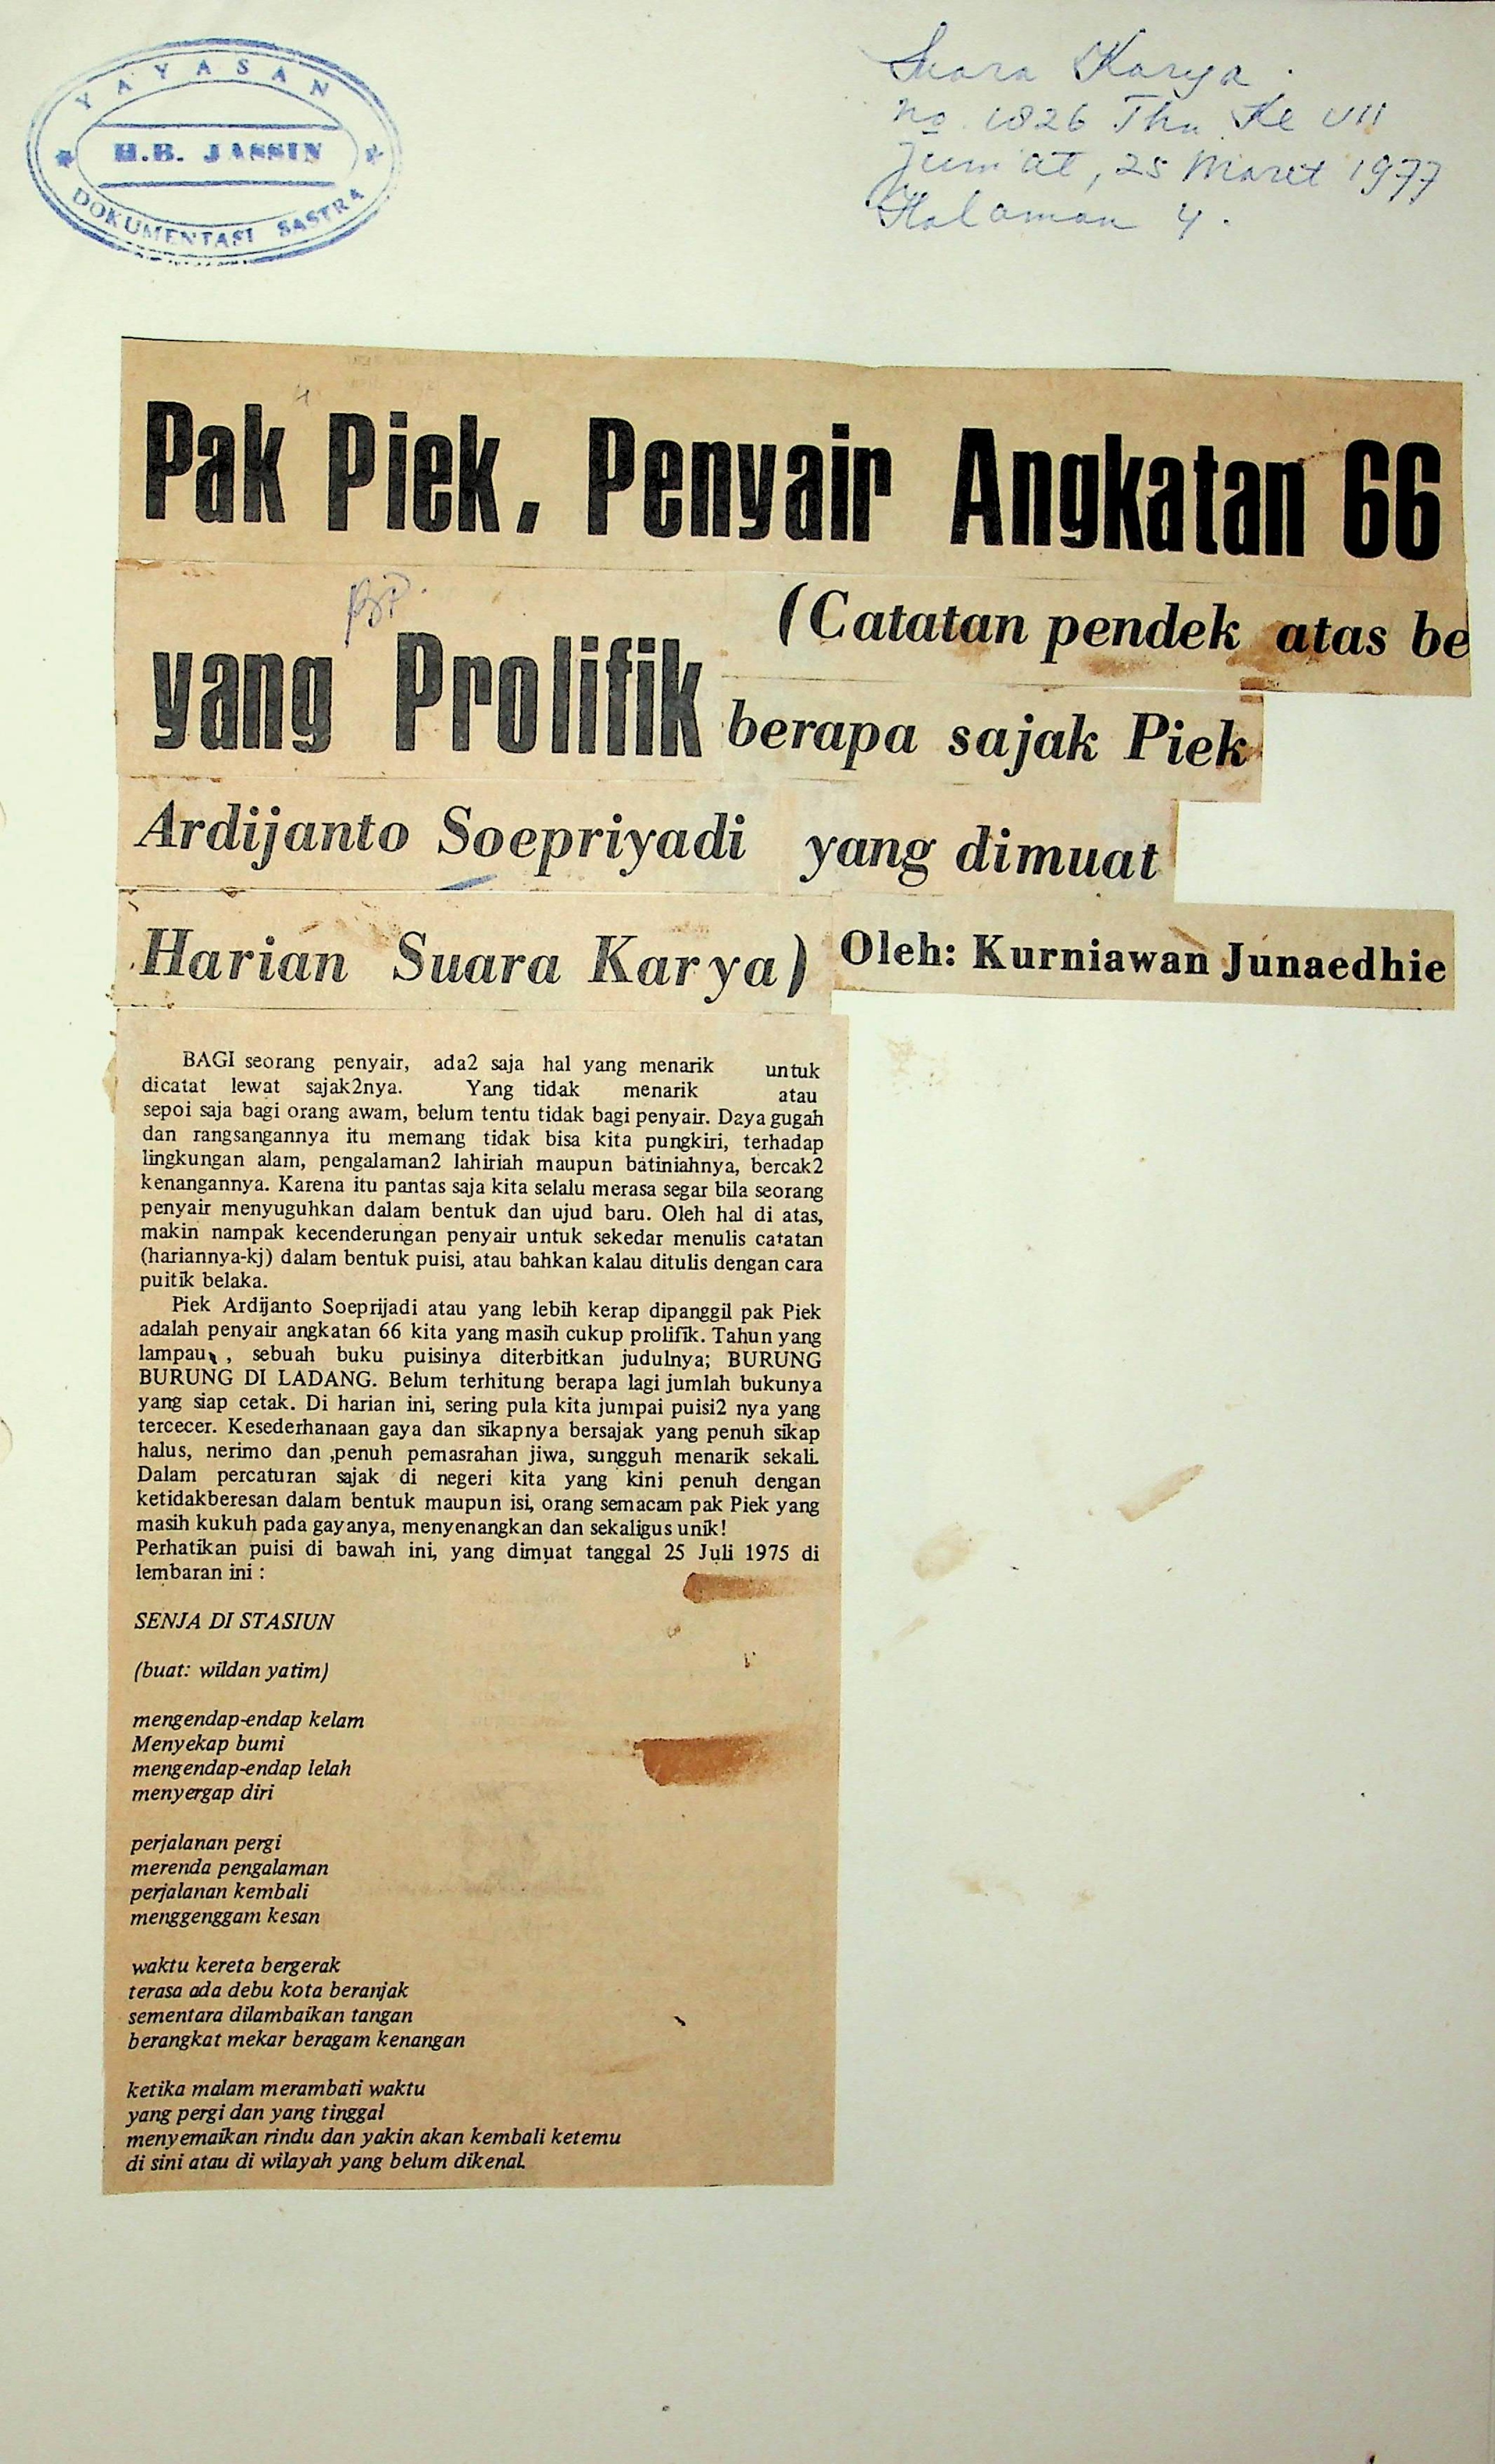 YAYASAN
H.B. JASSIN
DOKUMENTASI SASTRA
Suara Karya
no 1826 Thn Ke VII
Jum'at, 25 Maret 1977
Halaman 4.
Pak Piek, Penyair Angkatan 66
yang Prolifik
(Catatan pendek atas be
berapa sajak Piek
Ardijanto Soepriyadi yang dimuat
Harian Suara Karya)
Oleh: Kurniawan Junaedhie
BAGI seorang penyair, ada2 saja hal yang menarik untuk
dicatat lewat sajak2nya. Yang tidak menarik atau
sepoi saja bagi orang awam, belum tentu tidak bagi penyair. Daya gugah
dan rangsangannya itu memang tidak bisa kita pungkiri, terhadap
lingkungan alam, pengalaman2 lahiriah maupun batiniahnya, bercak2
kenangannya. Karena itu pantas saja kita selalu merasa segar bila seorang
penyair menyuguhkan dalam bentuk dan ujud baru. Oleh hal di atas,
makin nampak kecenderungan penyair untuk sekedar menulis catatan
(hariannya-kj) dalam bentuk puisi, atau bahkan kalau ditulis dengan cara
puitik belaka.
Piek Ardijanto Soeprijadi atau yang lebih kerap dipanggil pak Piek
adalah penyair angkatan 66 kita yang masih cukup prolifik. Tahun yang
lampau, , sebuah buku puisinya diterbitkan judulnya; BURUNG
BURUNG DI LADANG. Belum terhitung berapa lagi jumlah bukunya
yang siap cetak. Di harian ini, sering pula kita jumpai puisi2 nya yang
tercecer. Kesederhanaan gaya dan sikapnya bersajak yang penuh sikap
halus, nerimo dan ,penuh pemasrahan jiwa, sungguh menarik sekali.
Dalam percaturan sajak di negeri kita yang kini penuh dengan
ketidakberesan dalam bentuk maupun isi, orang semacam pak Piek yang
masih kukuh pada gayanya, menyenangkan dan sekaligus unik!
Perhatikan puisi di bawah ini, yang dimuat tanggal 25 Juli 1975 di
lembaran ini :
SENJA DI STASIUN
(buat: wildan yatim)
mengendap-endap kelam
Menyekap bumi
mengendap-endap lelah
menyergap diri
perjalanan pergi
merenda pengalaman
perjalanan kembali
menggenggam kesan
waktu kereta bergerak
terasa ada debu kota beranjak
sementara dilambaikan tangan
berangkat mekar beragam kenangan
ketika malam merambati waktu
yang pergi dan yang tinggal
menyemaikan rindu dan yakin akan kembali ketemu
di sini atau di wilayah yang belum dikenal.